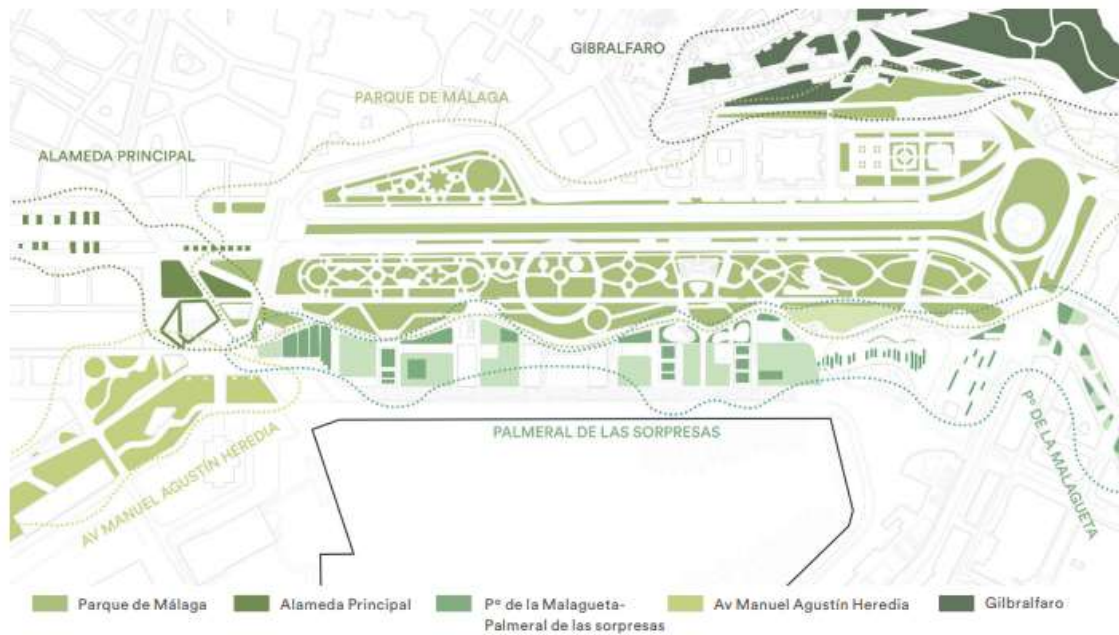 GIBRALFARO
PARQUE DE MÁLAGA
ALAMEDA PRINCIPAL
PALMERAL DE LAS SORPRESAS
Pº DE LA MALAGUETA
AV MANUEL AGUSTÍN HEREDIA
Parque de Málaga
Alameda Principal
Pº de la Malagueta-
Palmeral de las sorpresas
Av Manuel Agustín Heredia
Gilbralfaro